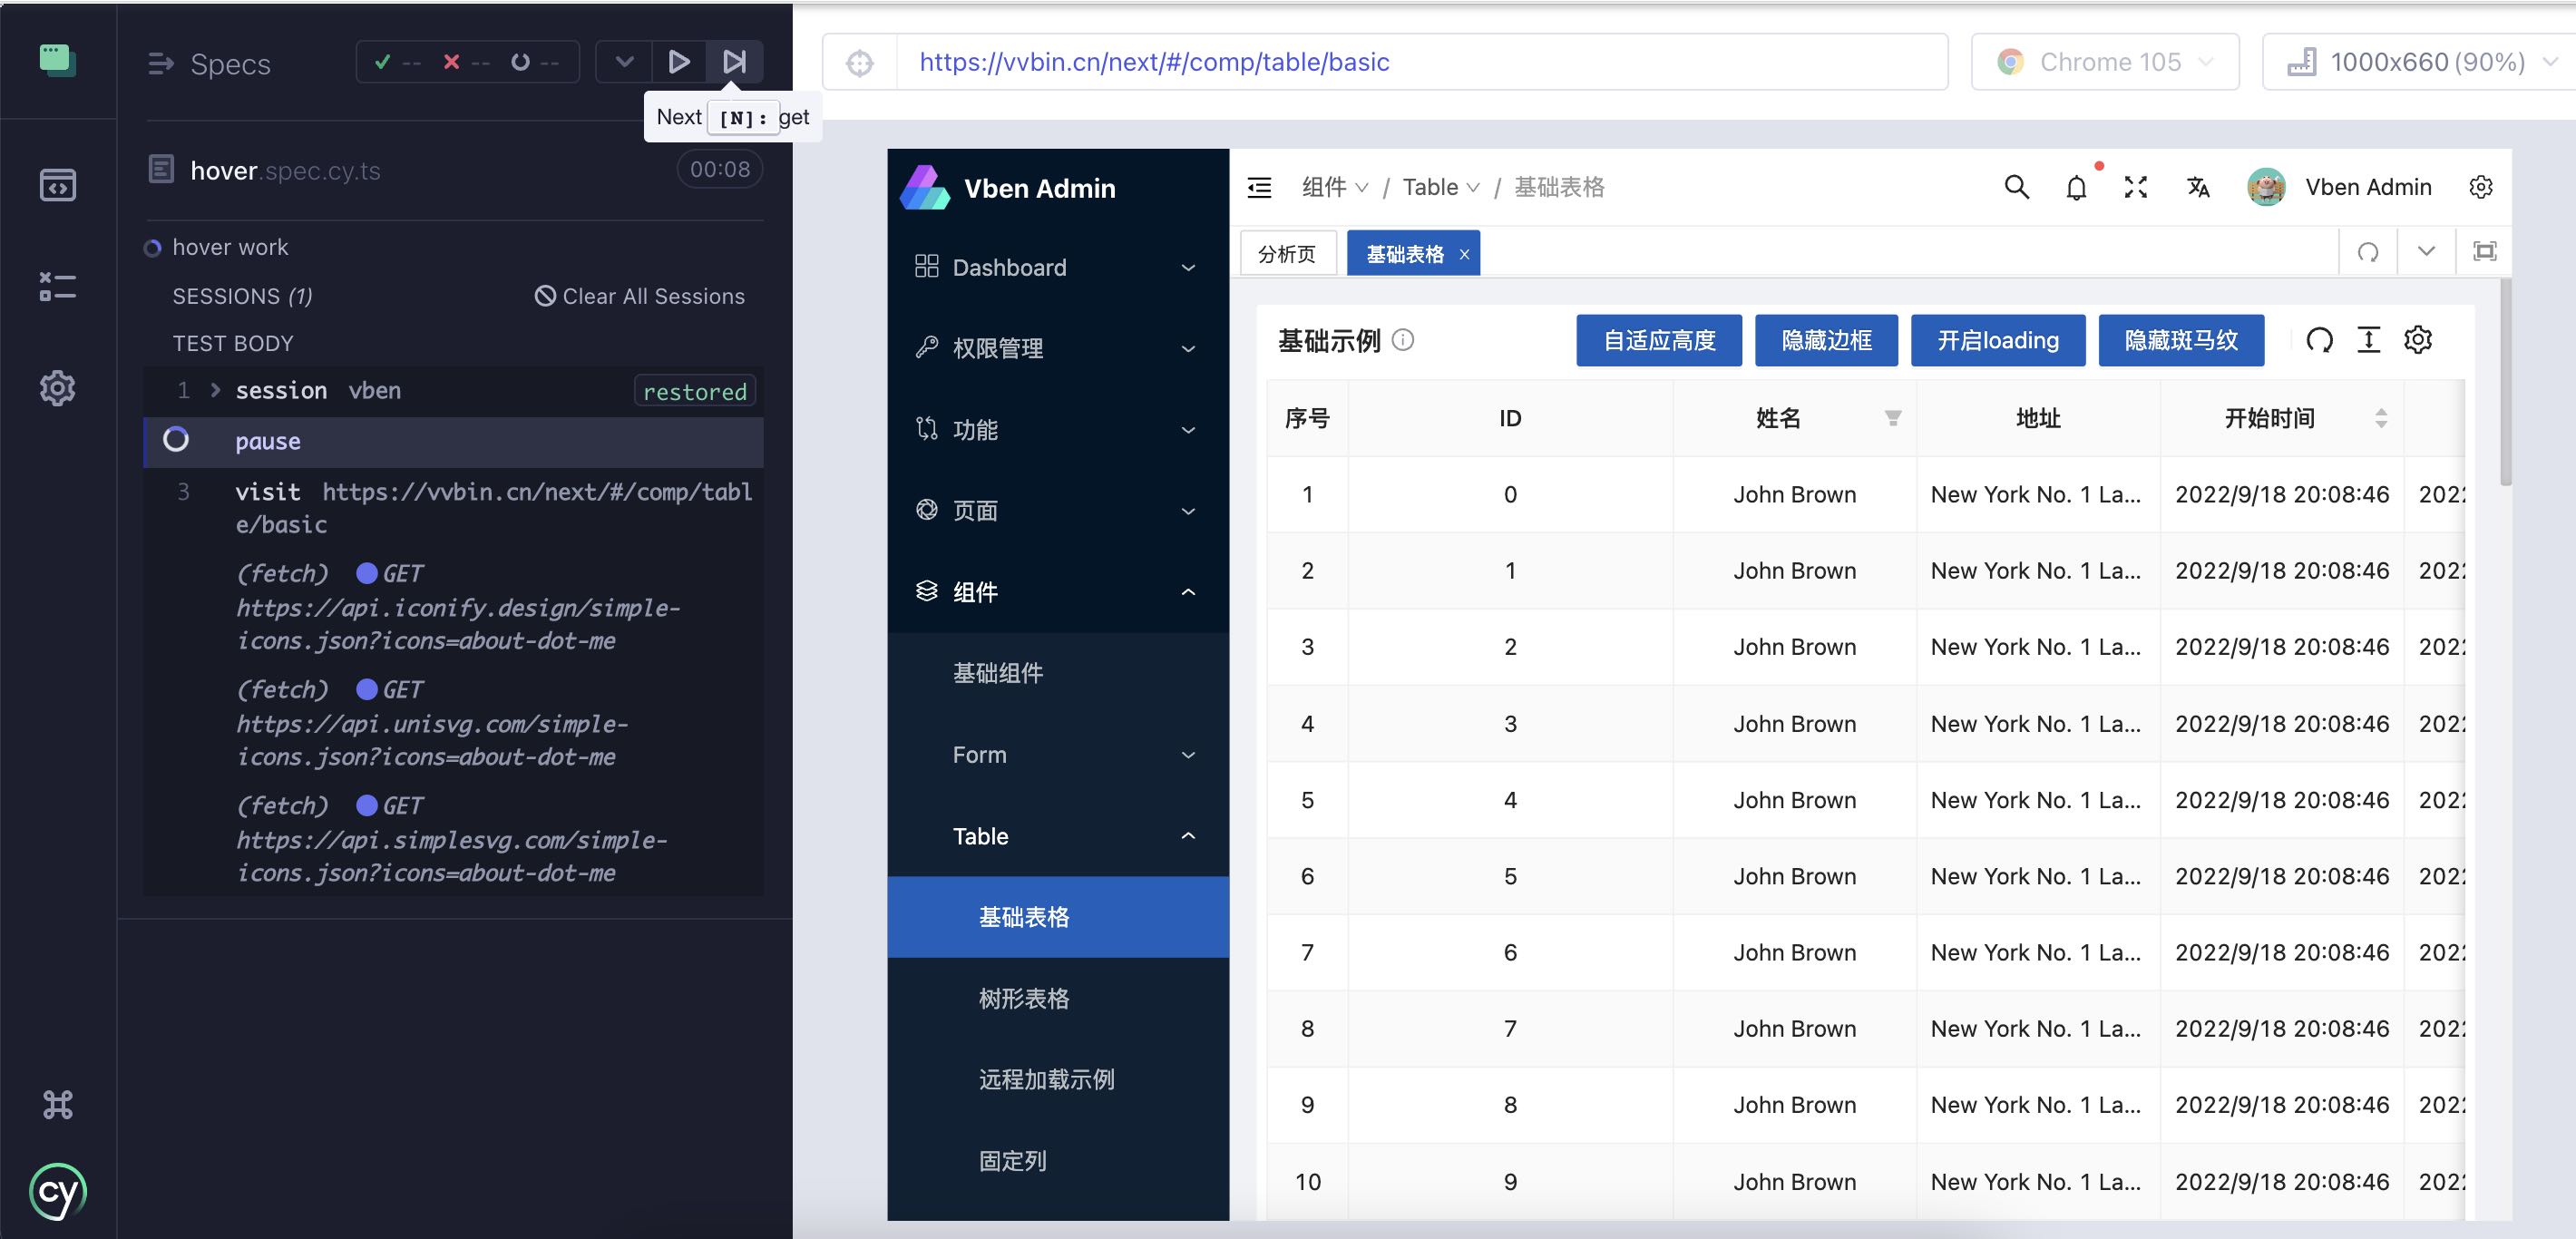 Specs
-- -- --
Next [N]: get
hover.spec.cy.ts
00:08
hover work
SESSIONS (1)
Clear All Sessions
TEST BODY
1 session vben restored
pause
3 visit https://vvbin.cn/next/#/comp/tabl
e/basic
(fetch) GET
https://api.iconify.design/simple-
icons.json?icons=about-dot-me
(fetch) GET
https://api.unisvg.com/simple-
icons.json?icons=about-dot-me
(fetch) GET
https://api.simplesvg.com/simple-
icons.json?icons=about-dot-me
cy
https://vvbin.cn/next/#/comp/table/basic
Chrome 105
1000x660 (90%)
Vben Admin
Dashboard
权限管理
功能
页面
组件
基础组件
Form
Table
基础表格
树形表格
远程加载示例
固定列
组件 / Table / 基础表格
Vben Admin
分析页
基础表格 ×
基础示例
自适应高度
隐藏边框
开启loading
隐藏斑马纹
序号 ID 姓名 地址 开始时间
1 0 John Brown New York No. 1 La... 2022/9/18 20:08:46 2022
2 1 John Brown New York No. 1 La... 2022/9/18 20:08:46 2022
3 2 John Brown New York No. 1 La... 2022/9/18 20:08:46 2022
4 3 John Brown New York No. 1 La... 2022/9/18 20:08:46 2022
5 4 John Brown New York No. 1 La... 2022/9/18 20:08:46 2022
6 5 John Brown New York No. 1 La... 2022/9/18 20:08:46 2022
7 6 John Brown New York No. 1 La... 2022/9/18 20:08:46 2022
8 7 John Brown New York No. 1 La... 2022/9/18 20:08:46 2022
9 8 John Brown New York No. 1 La... 2022/9/18 20:08:46 2022
10 9 John Brown New York No. 1 La... 2022/9/18 20:08:46 2022